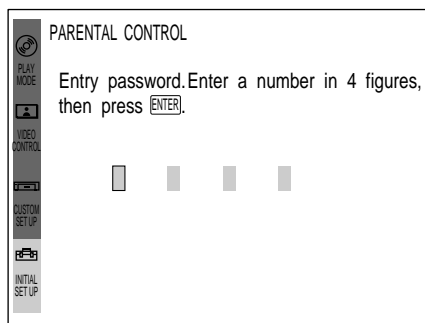 PARENTAL CONTROL
Entry password. Enter a number in 4 figures,
then press ENTER.
PLAY
MODE
VIDEO
CONTROL
CUSTOM
SET UP
INITIAL
SET UP